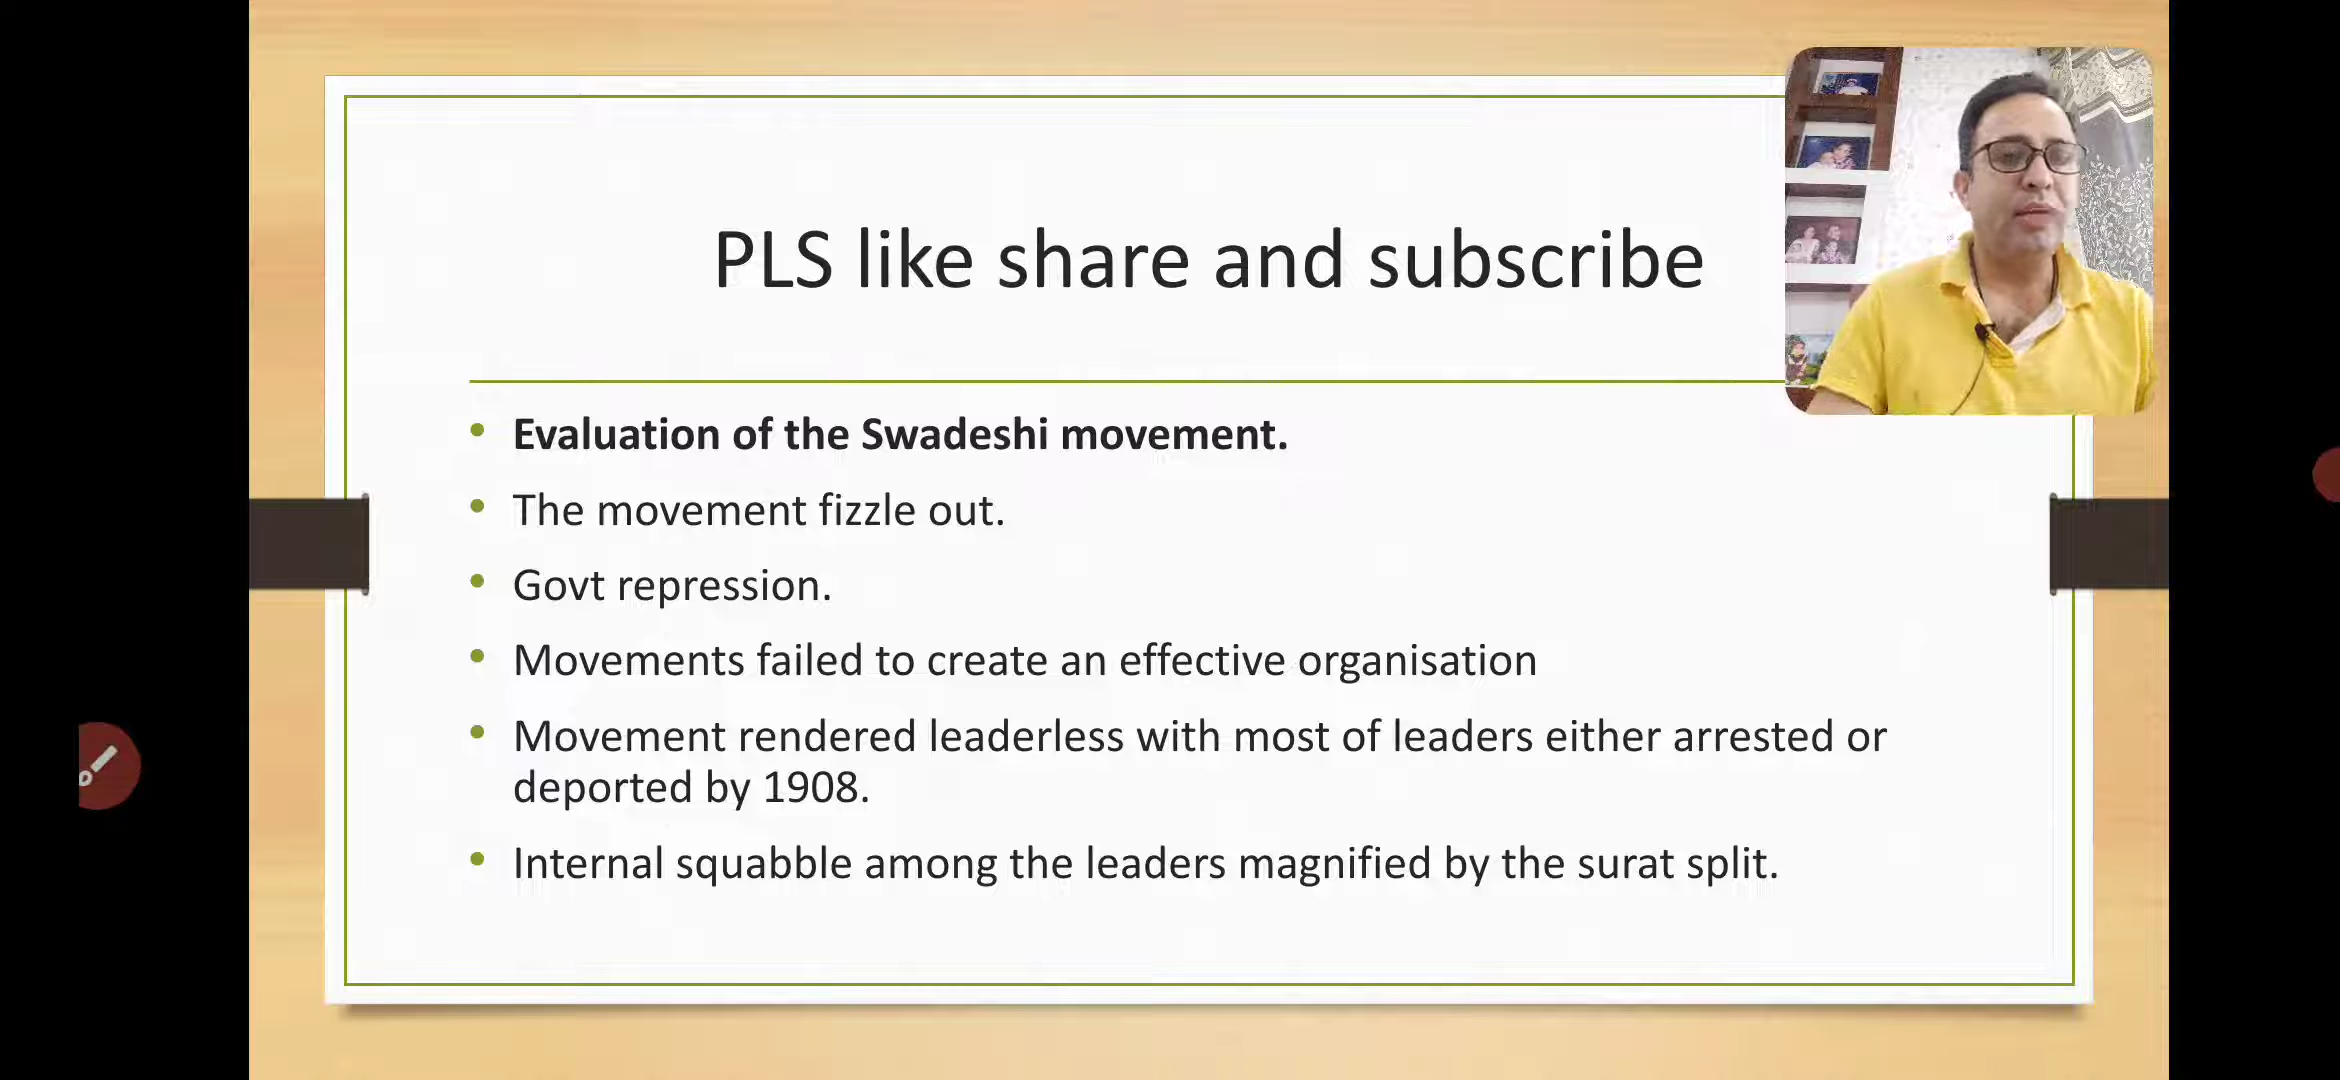 PLS like share and subscribe
• Evaluation of the Swadeshi movement.
• The movement fizzle out.
• Govt repression.
• Movements failed to create an effective organisation
• Movement rendered leaderless with most of leaders either arrested or
deported by 1908.
• Internal squabble among the leaders magnified by the surat split.